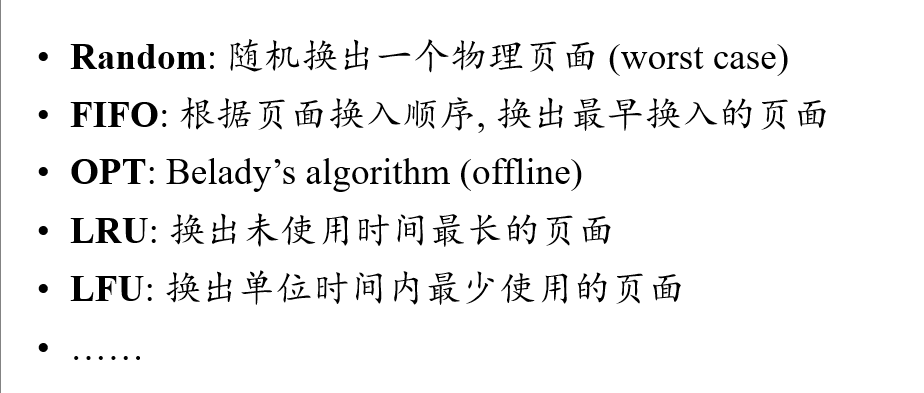 • Random: 随机换出一个物理页面 (worst case)
• FIFO: 根据页面换入顺序, 换出最早换入的页面
• OPT: Belady’s algorithm (offline)
• LRU: 换出未使用时间最长的页面
• LFU: 换出单位时间内最少使用的页面
• ……